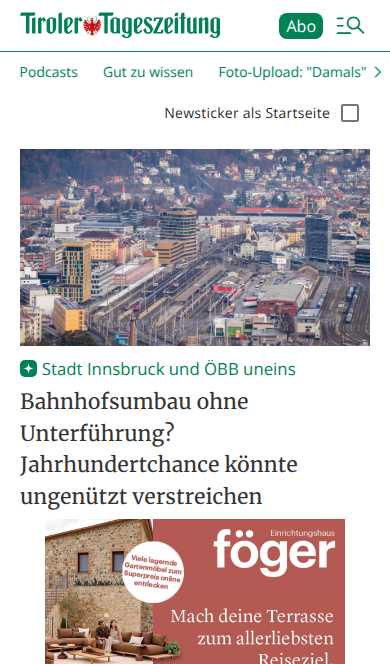 Tiroler Tageszeitung
Abo
Podcasts Gut zu wissen Foto-Upload: "Damals"
Newsticker als Startseite
Stadt Innsbruck und ÖBB uneins
Bahnhofsumbau ohne
Unterführung?
Jahrhundertchance könnte
ungenützt verstreichen
Einrichtungshaus
föger
Viele lagernde
Gartenmöbel zum
Superpreis online
entdecken
Mach deine Terrasse
zum allerliebsten
Reiseziel.